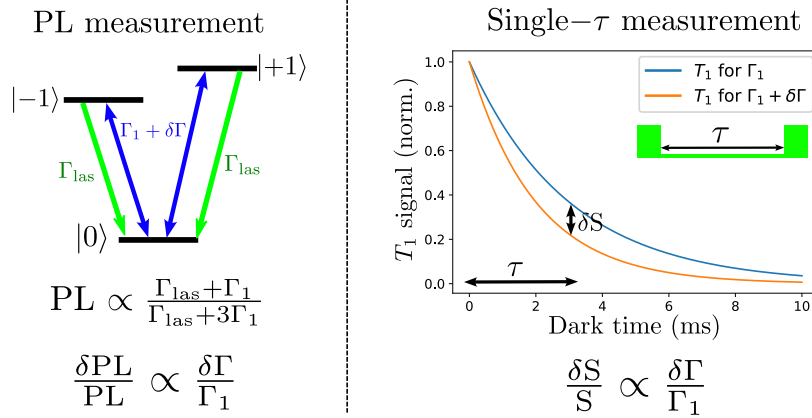 PL measurement
|+1⟩
|−1⟩
Γ₁ + δΓ
Γlas
Γlas
|0⟩
PL ∝ (Γlas+Γ₁)/(Γlas+3Γ₁)
δPL/PL ∝ δΓ/Γ₁
Single−τ measurement
T₁ signal (norm.)
1.0
0.8
0.6
0.4
0.2
0.0
T₁ for Γ₁
T₁ for Γ₁ + δΓ
τ
δS
τ
0 2 4 6 8 10
Dark time (ms)
δS/S ∝ δΓ/Γ₁